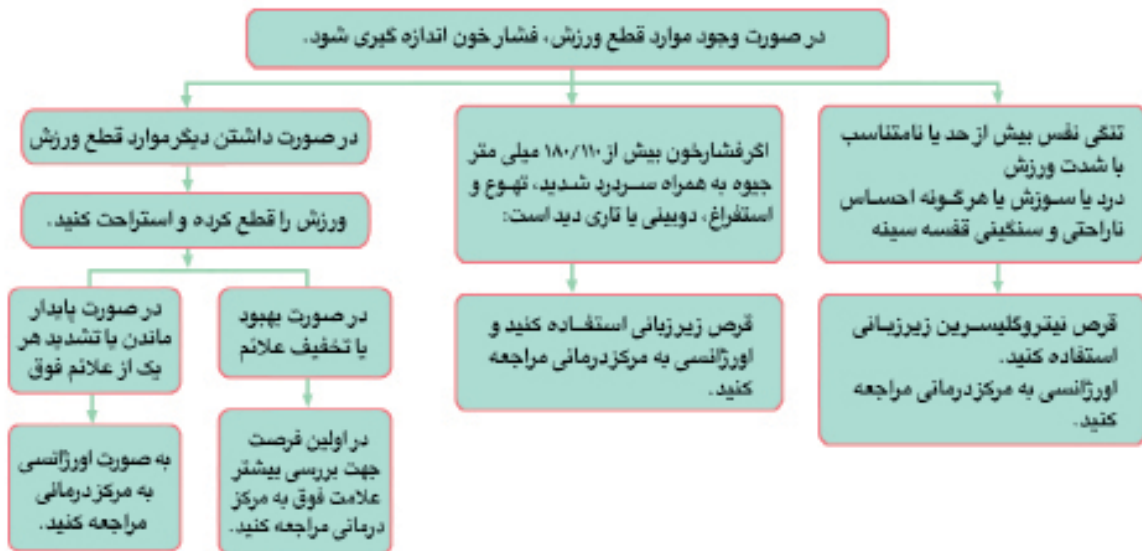 در صورت وجود موارد قطع ورزش، فشار خون اندازه گیری شود.
تنگی نفس بیش از حد یا نامتناسب
با شدت ورزش
درد یا سوزش یا هر گونه احساس
ناراحتی و سنگینی قفسه سینه
قرص نیتروگلیسرین زیرزبانی
استفاده کنید.
اورژانسی به مرکز درمانی مراجعه
کنید.
اگر فشارخون بیش از ۱۸۰/۱۱۰ میلی متر
جیوه به همراه سردرد شدید، تهوع و
استفراغ، دوبینی یا تاری دید است:
قرص زیرزبانی استفاده کنید و
اورژانسی به مرکز درمانی مراجعه
کنید.
در صورت داشتن دیگر موارد قطع ورزش
ورزش را قطع کرده و استراحت کنید.
در صورت بهبود
یا تخفیف علائم
در اولین فرصت
جهت بررسی بیشتر
علامت فوق به مرکز
درمانی مراجعه کنید.
در صورت پایدار
ماندن یا تشدید هر
یک از علائم فوق
به صورت اورژانسی
به مرکز درمانی
مراجعه کنید.